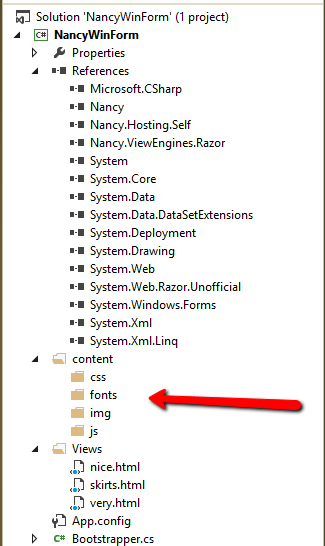 Solution 'NancyWinForm' (1 project)
C# NancyWinForm
Properties
References
Microsoft.CSharp
Nancy
Nancy.Hosting.Self
Nancy.ViewEngines.Razor
System
System.Core
System.Data
System.Data.DataSetExtensions
System.Deployment
System.Drawing
System.Web
System.Web.Razor.Unofficial
System.Windows.Forms
System.Xml
System.Xml.Linq
content
css
fonts
img
js
Views
nice.html
skirts.html
very.html
App.config
C# Bootstrapper.cs